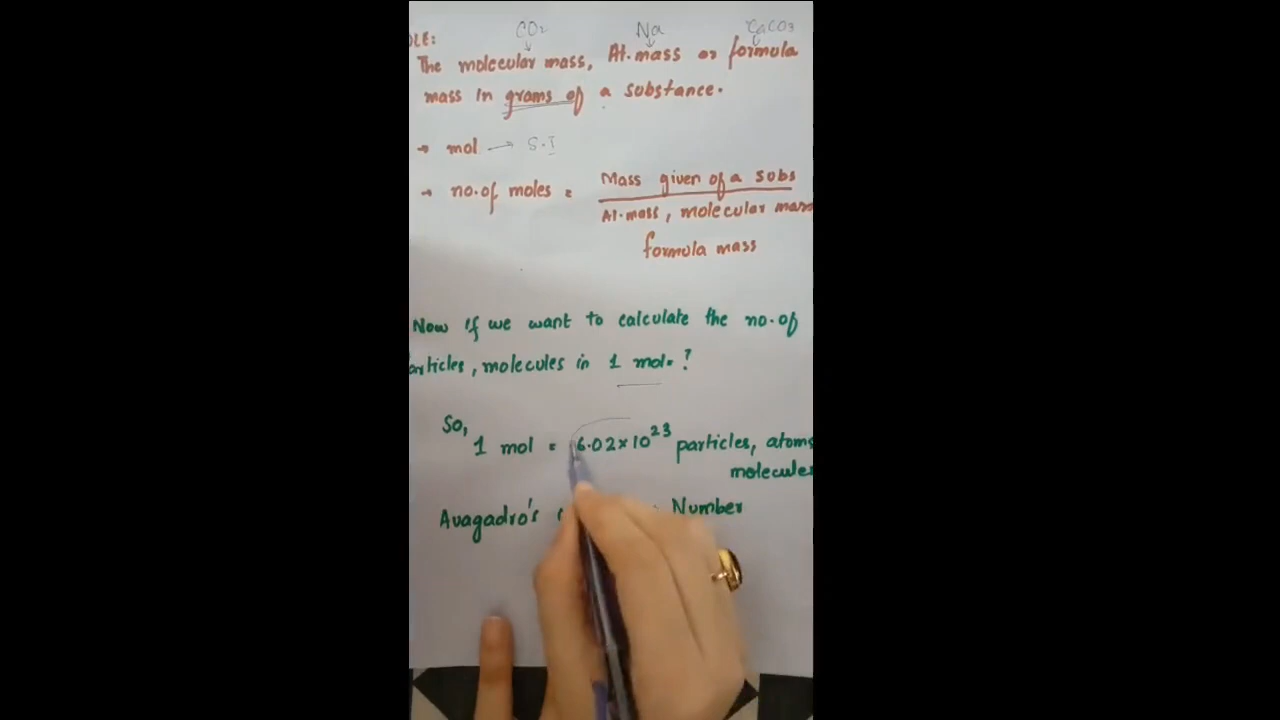 CO2 Na CaCO3
OLE:
The molecular mass, At.mass or formula
mass in grams of a substance.
→ mol → S.I
→ no.of moles = Mass given of a subs
At.mass, molecular mass
formula mass
Now if we want to calculate the no.of
articles, molecules in 1 mol?
So,
1 mol = 6.02×10²³ particles, atoms
molecules
Avagadro's Number